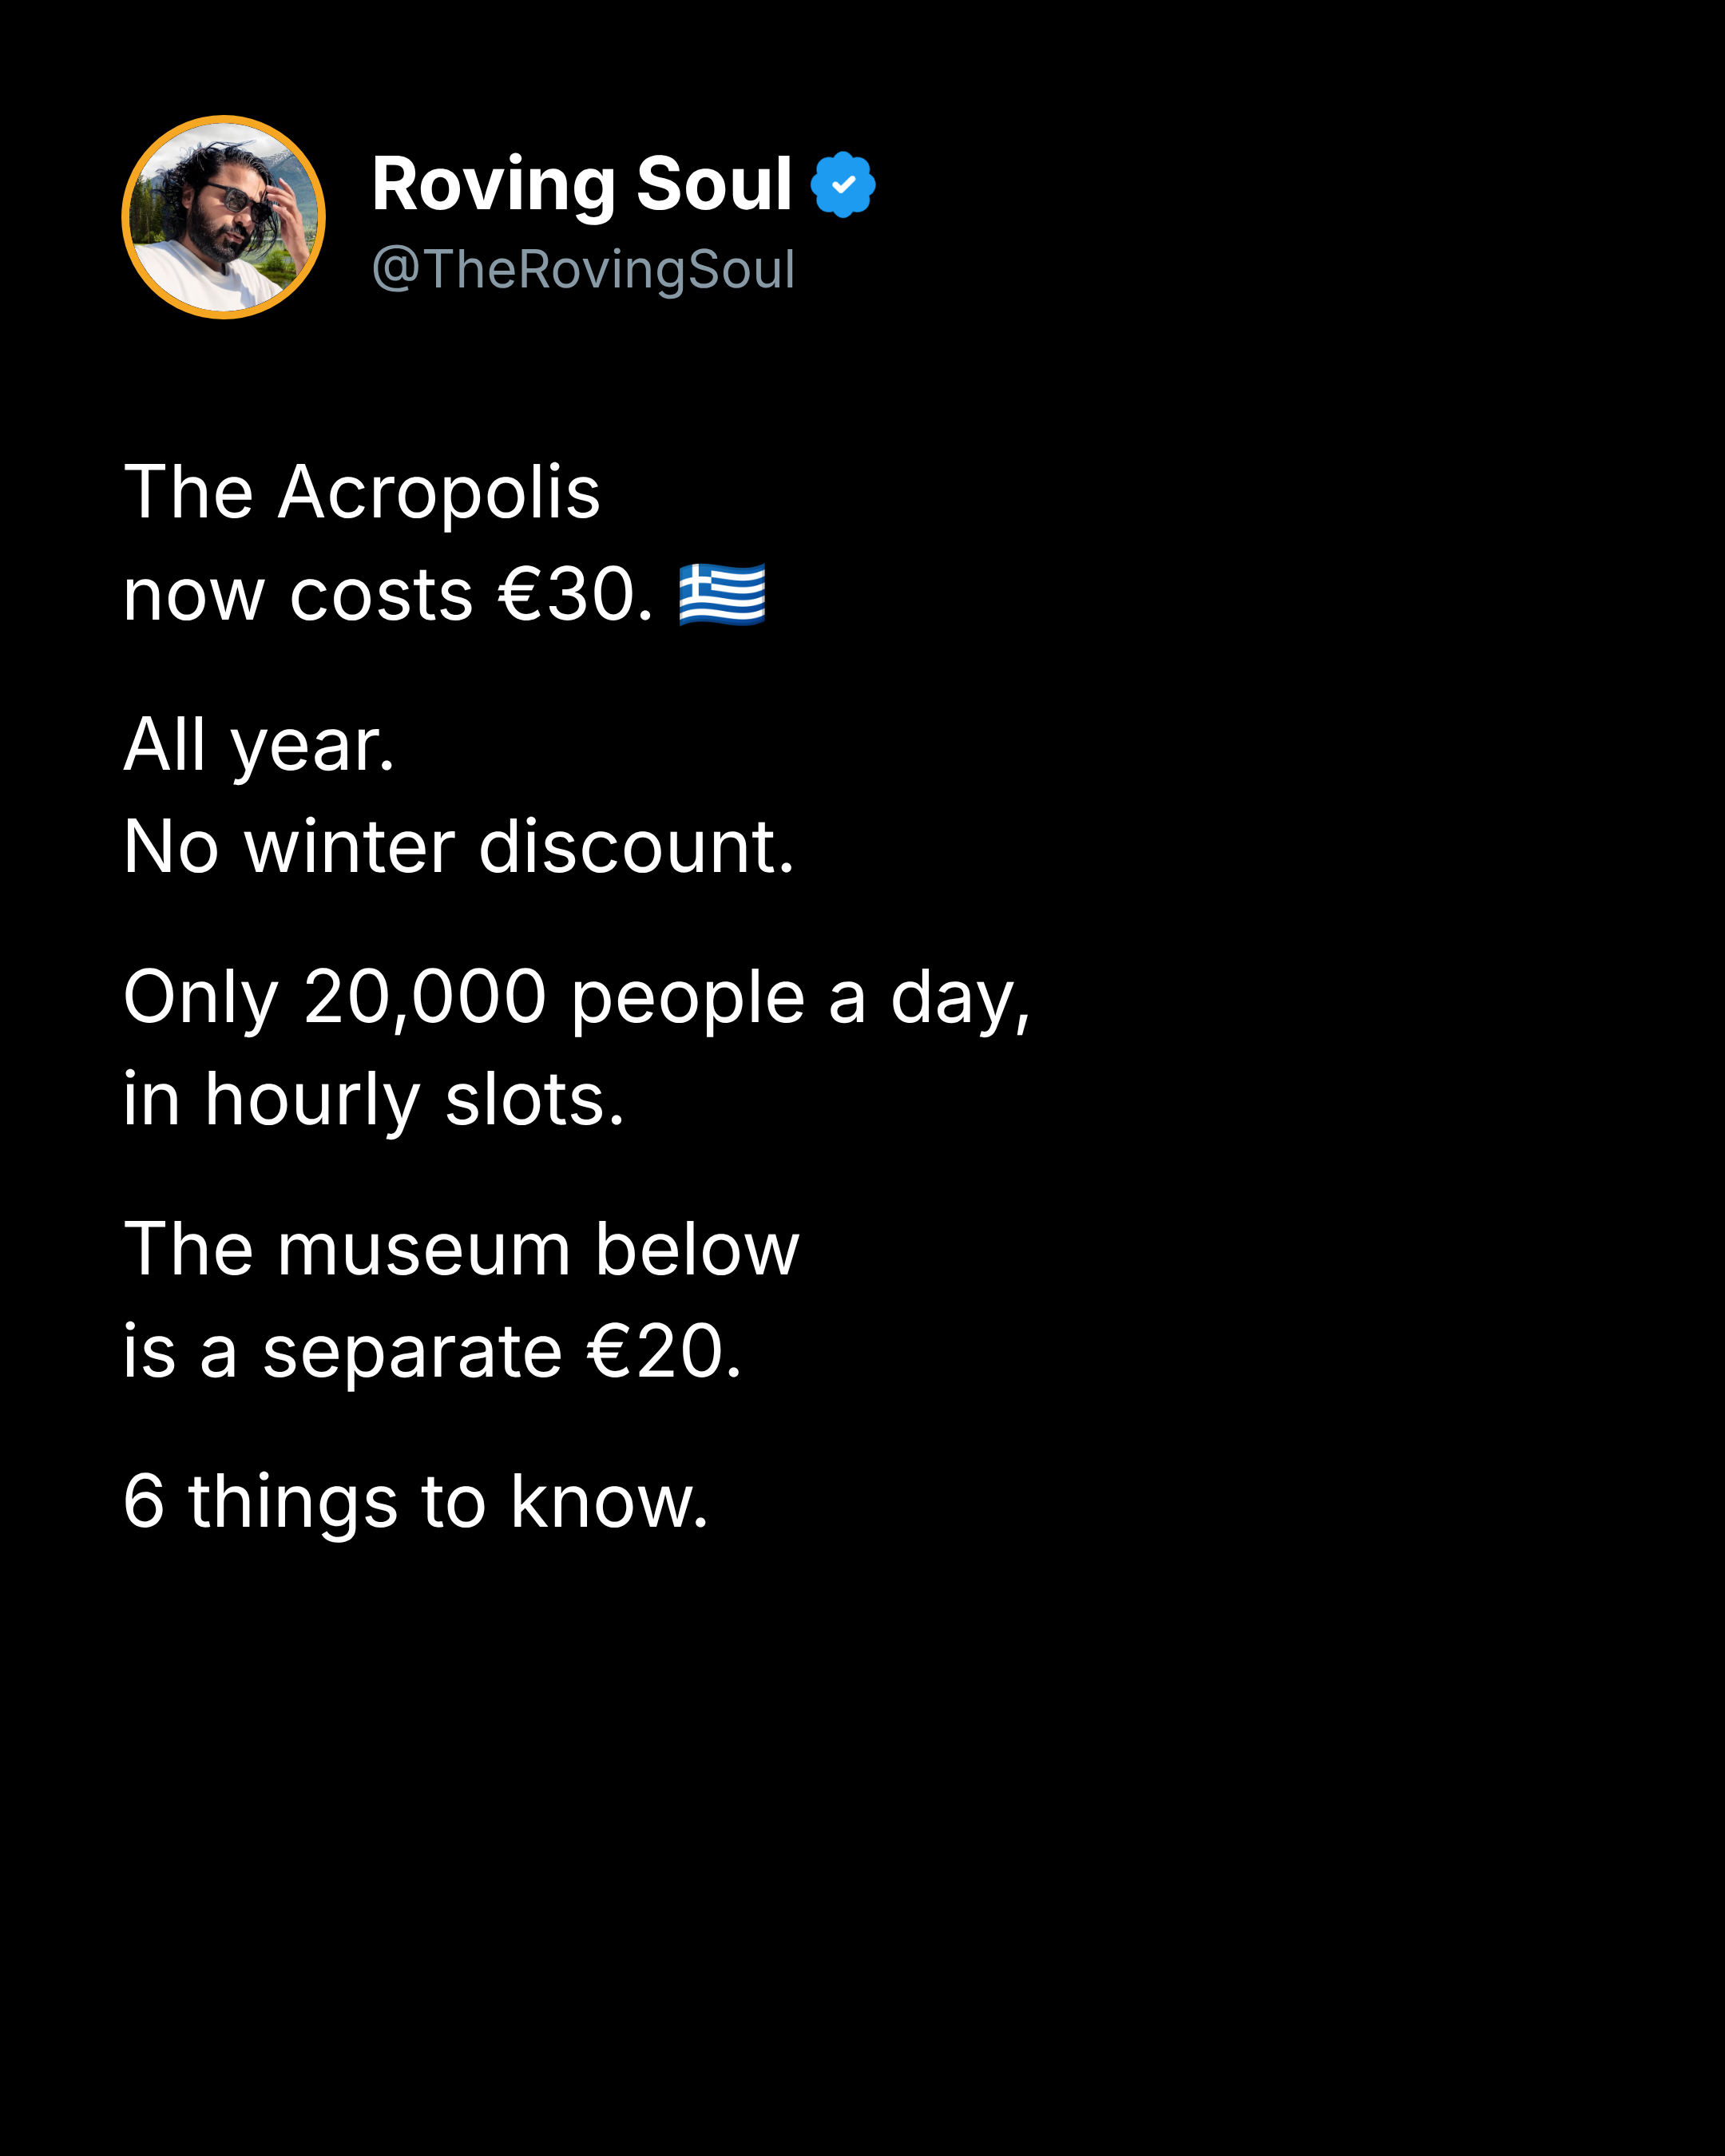 Roving Soul
@TheRovingSoul
The Acropolis
now costs €30. 🇬🇷
All year.
No winter discount.
Only 20,000 people a day,
in hourly slots.
The museum below
is a separate €20.
6 things to know.